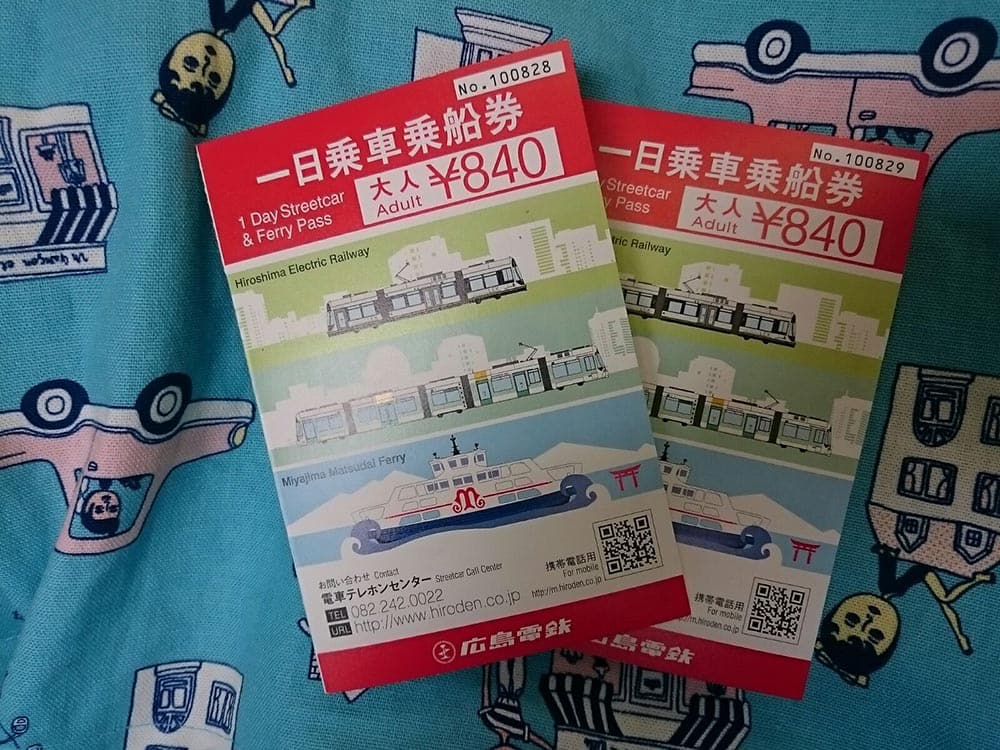 No.100828
一日乗車乗船券
1 Day Streetcar
& Ferry Pass
大人
Adult
¥840
Hiroshima Electric Railway
Miyajima Matsudai Ferry
お問い合わせ Contact
電車テレホンセンター Streetcar Call Center
TEL 082.242.0022
URL http://www.hiroden.co.jp
携帯電話用
For mobile
http://m.hiroden.co.jp
広島電鉄
No.100829
一日乗車乗船券
Streetcar
Pass
大人
Adult
¥840
Railway
携帯電話用
For mobile
http://m.hiroden.co.jp
広島電鉄